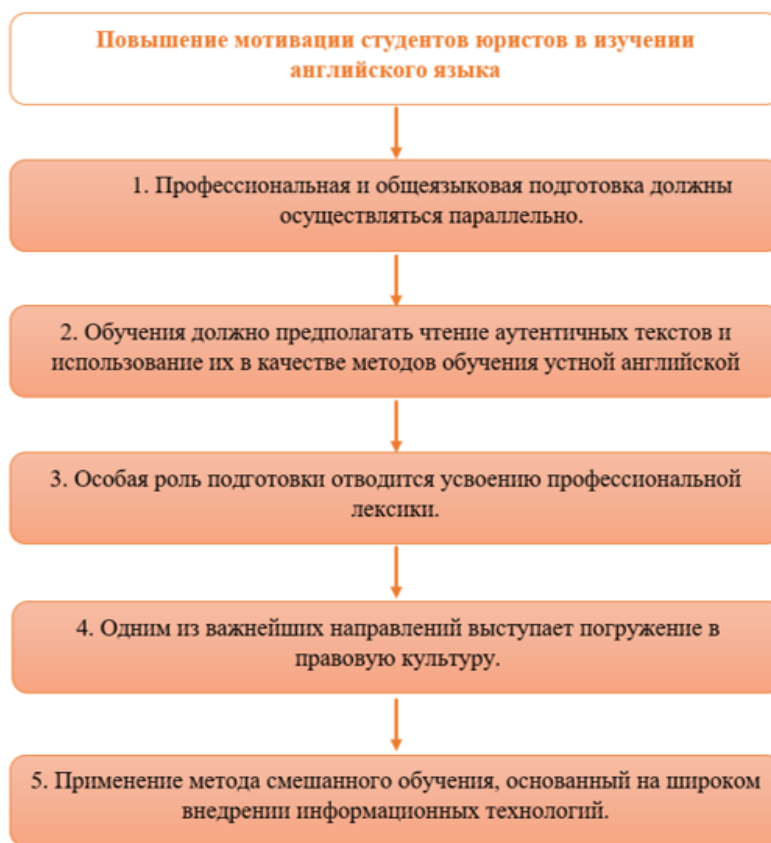 Повышение мотивации студентов юристов в изучении
английского языка
1. Профессиональная и общеязыковая подготовка должны
осуществляться параллельно.
2. Обучения должно предполагать чтение аутентичных текстов и
использование их в качестве методов обучения устной английской
3. Особая роль подготовки отводится усвоению профессиональной
лексики.
4. Одним из важнейших направлений выступает погружение в
правовую культуру.
5. Применение метода смешанного обучения, основанный на широком
внедрении информационных технологий.